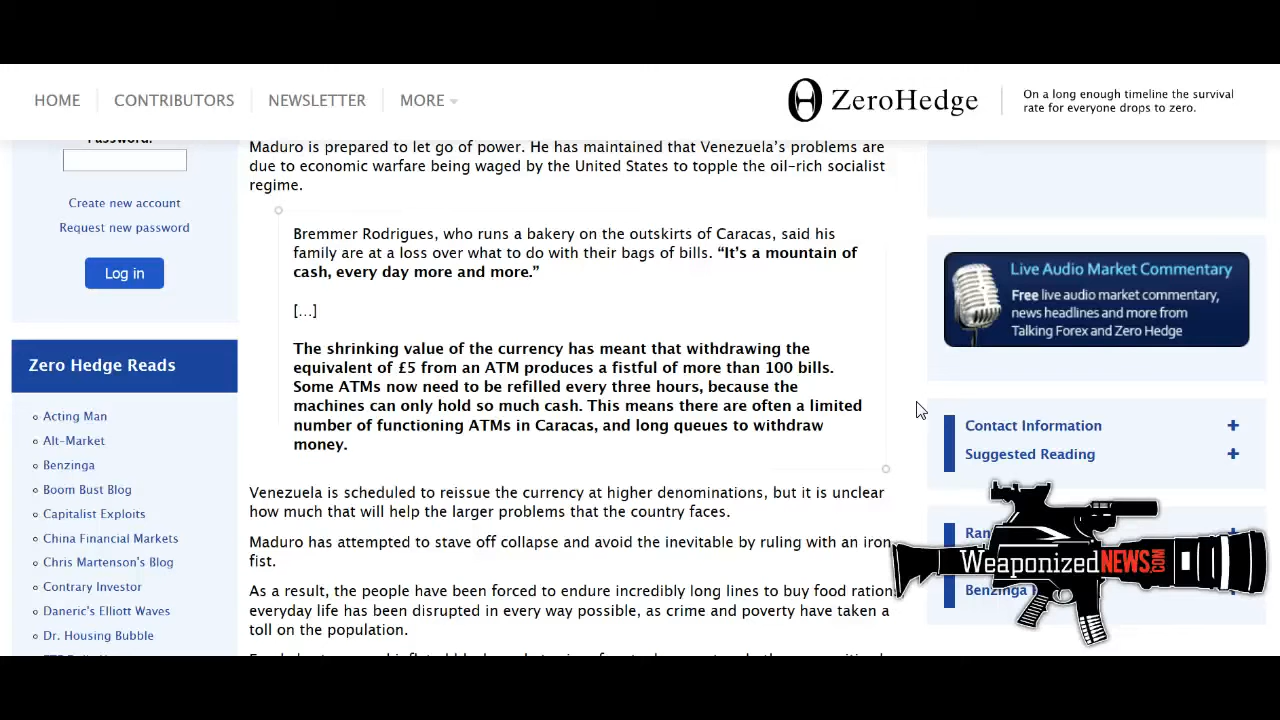 HOME
CONTRIBUTORS
NEWSLETTER
MORE
ZeroHedge
On a long enough timeline the survival
rate for everyone drops to zero.
Password:
Create new account
Request new password
Log in
Zero Hedge Reads
Acting Man
Alt-Market
Benzinga
Boom Bust Blog
Capitalist Exploits
China Financial Markets
Chris Martenson's Blog
Contrary Investor
Daneric's Elliott Waves
Dr. Housing Bubble
Maduro is prepared to let go of power. He has maintained that Venezuela's problems are
due to economic warfare being waged by the United States to topple the oil-rich socialist
regime.
Bremmer Rodrigues, who runs a bakery on the outskirts of Caracas, said his
family are at a loss over what to do with their bags of bills. “It’s a mountain of
cash, every day more and more.”
[...]
The shrinking value of the currency has meant that withdrawing the
equivalent of £5 from an ATM produces a fistful of more than 100 bills.
Some ATMs now need to be refilled every three hours, because the
machines can only hold so much cash. This means there are often a limited
number of functioning ATMs in Caracas, and long queues to withdraw
money.
Venezuela is scheduled to reissue the currency at higher denominations, but it is unclear
how much that will help the larger problems that the country faces.
Maduro has attempted to stave off collapse and avoid the inevitable by ruling with an iron
fist.
As a result, the people have been forced to endure incredibly long lines to buy food ration
everyday life has been disrupted in every way possible, as crime and poverty have taken a
toll on the population.
Live Audio Market Commentary
Free live audio market commentary,
news headlines and more from
Talking Forex and Zero Hedge
Contact Information +
Suggested Reading +
WeaponizedNEWS.COM
Benzinga